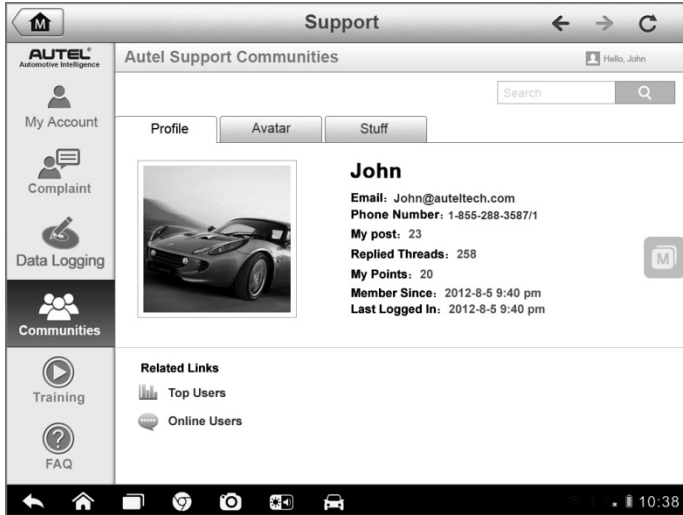 Support
AUTEL®
Automotive Intelligence
Autel Support Communities
Hello, John
Search
My Account
Profile
Avatar
Stuff
John
Email: John@auteltech.com
Phone Number: 1-855-288-3587/1
My post: 23
Replied Threads: 258
My Points: 20
Member Since: 2012-8-5 9:40 pm
Last Logged In: 2012-8-5 9:40 pm
Complaint
Data Logging
Communities
Training
FAQ
Related Links
Top Users
Online Users
M
M
10:38